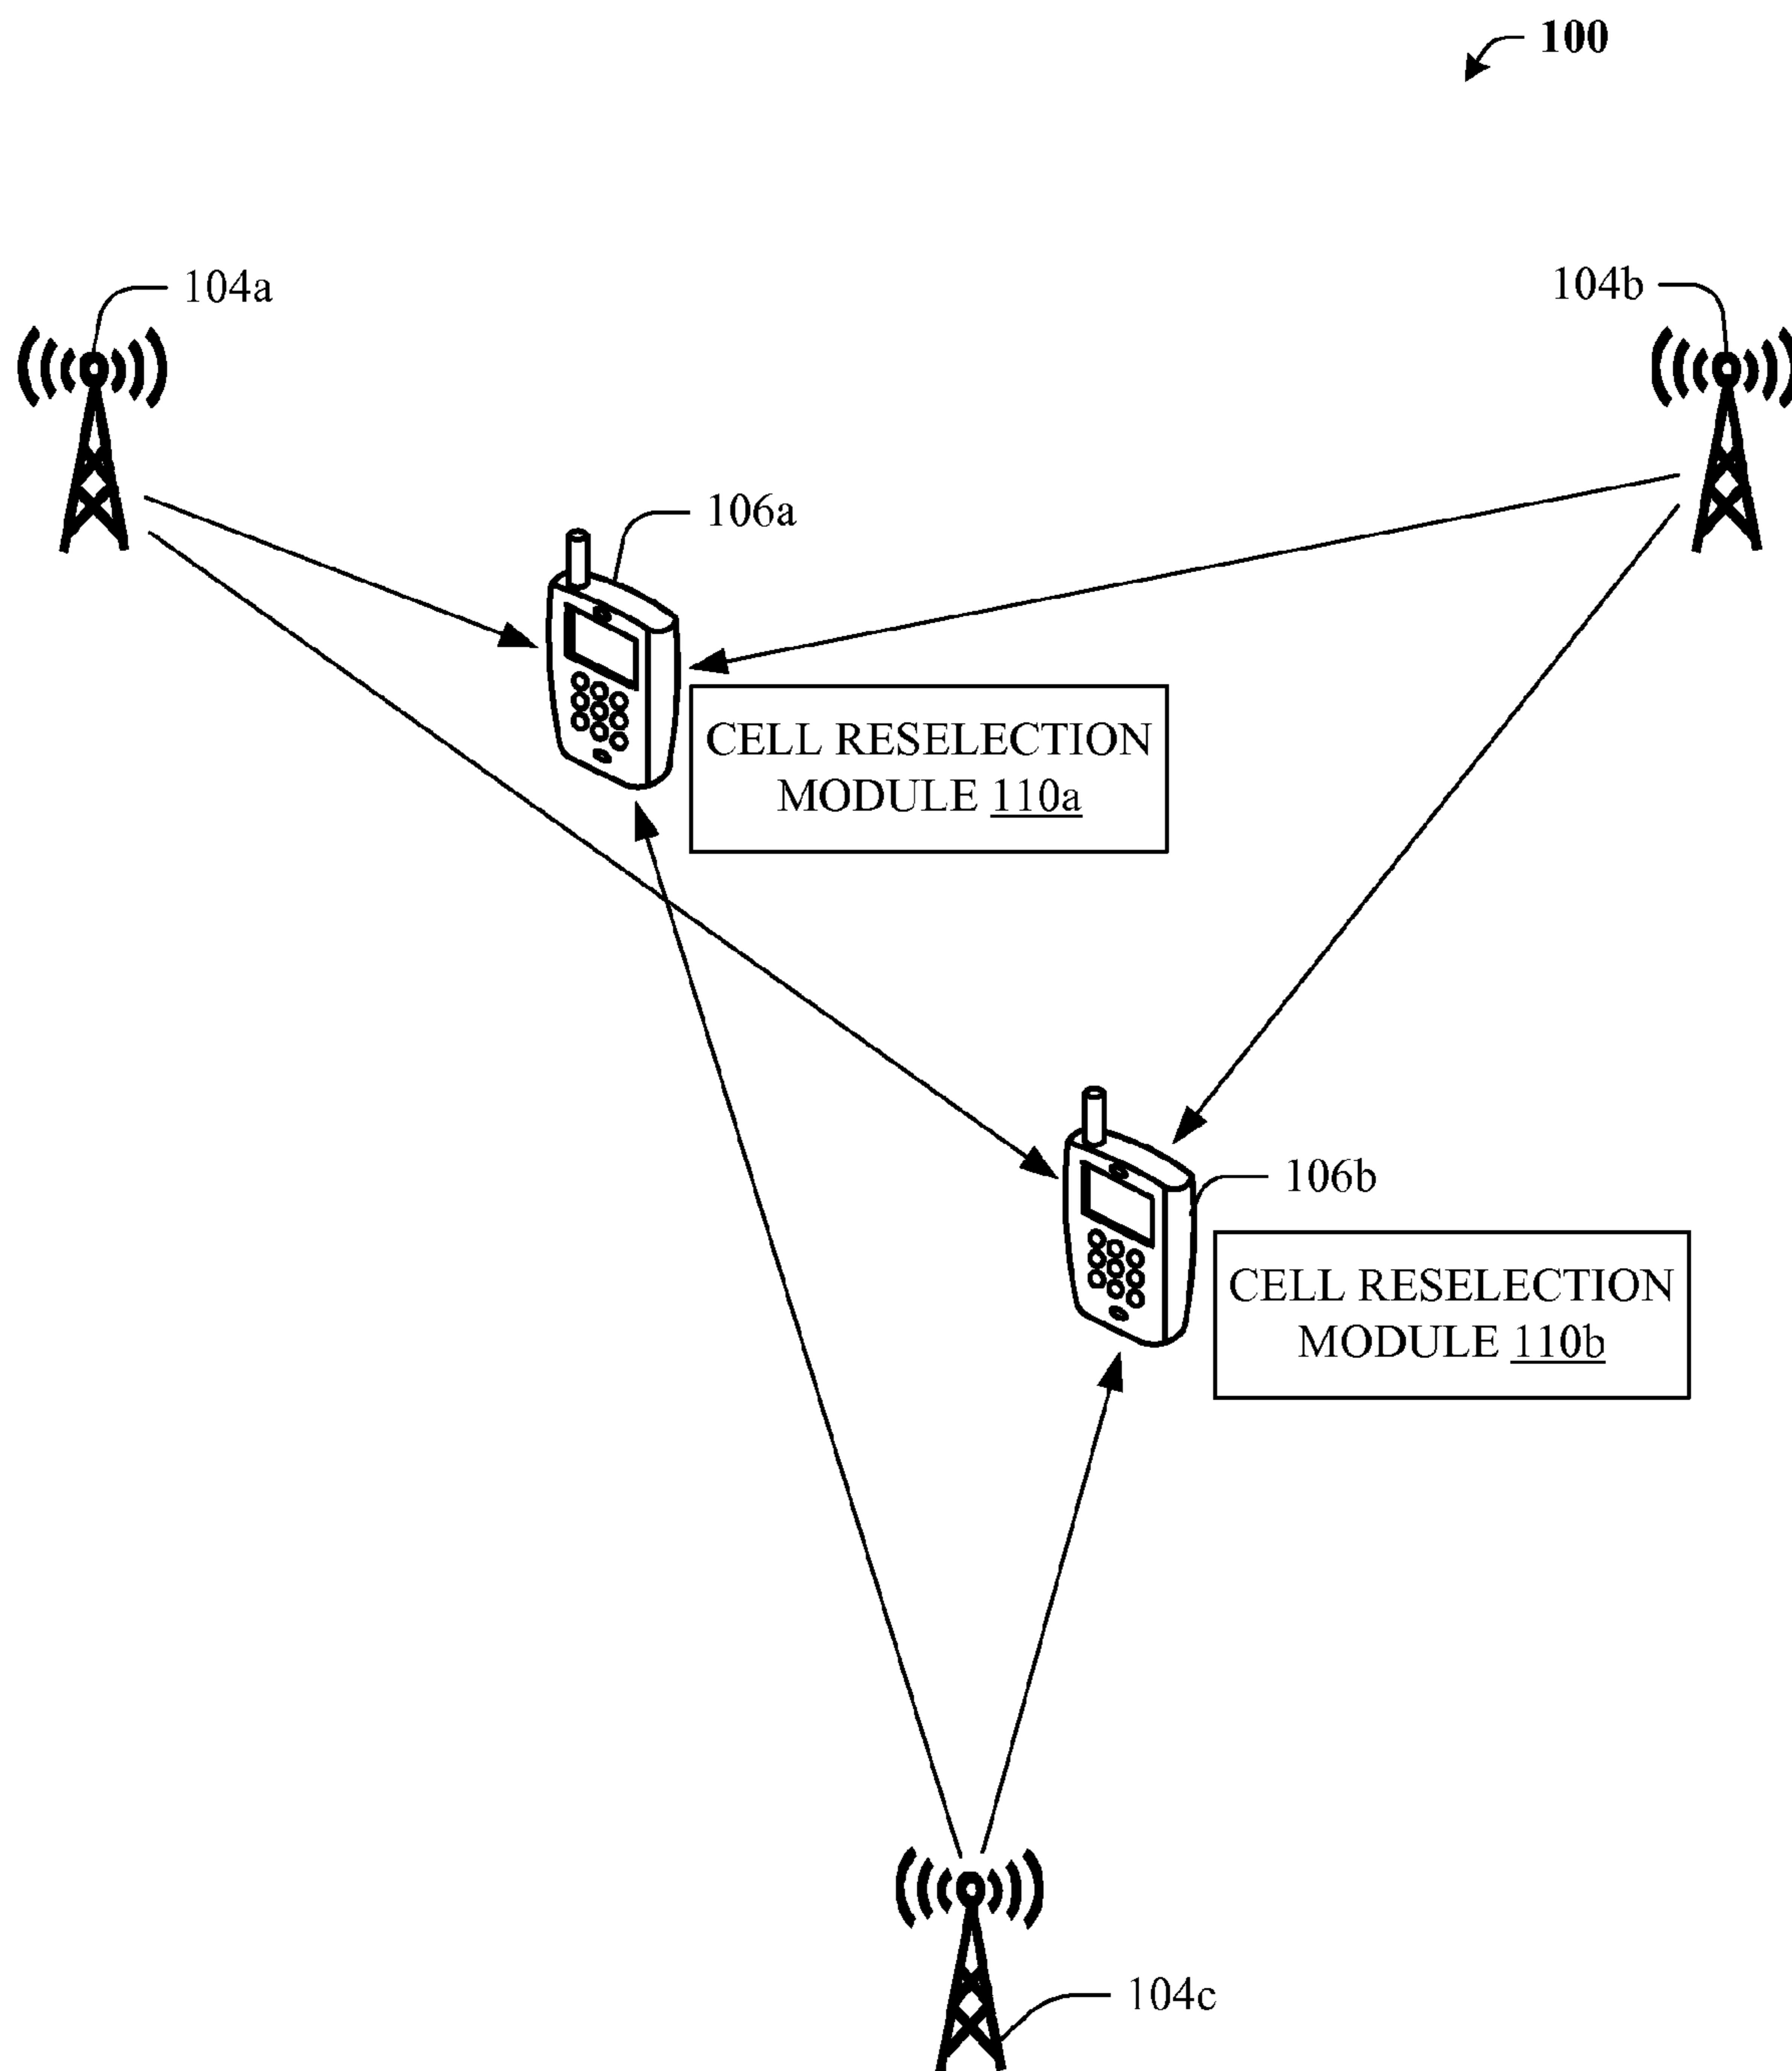 100
104a
104b
106a
CELL RESELECTION
MODULE 110a
106b
CELL RESELECTION
MODULE 110b
104c